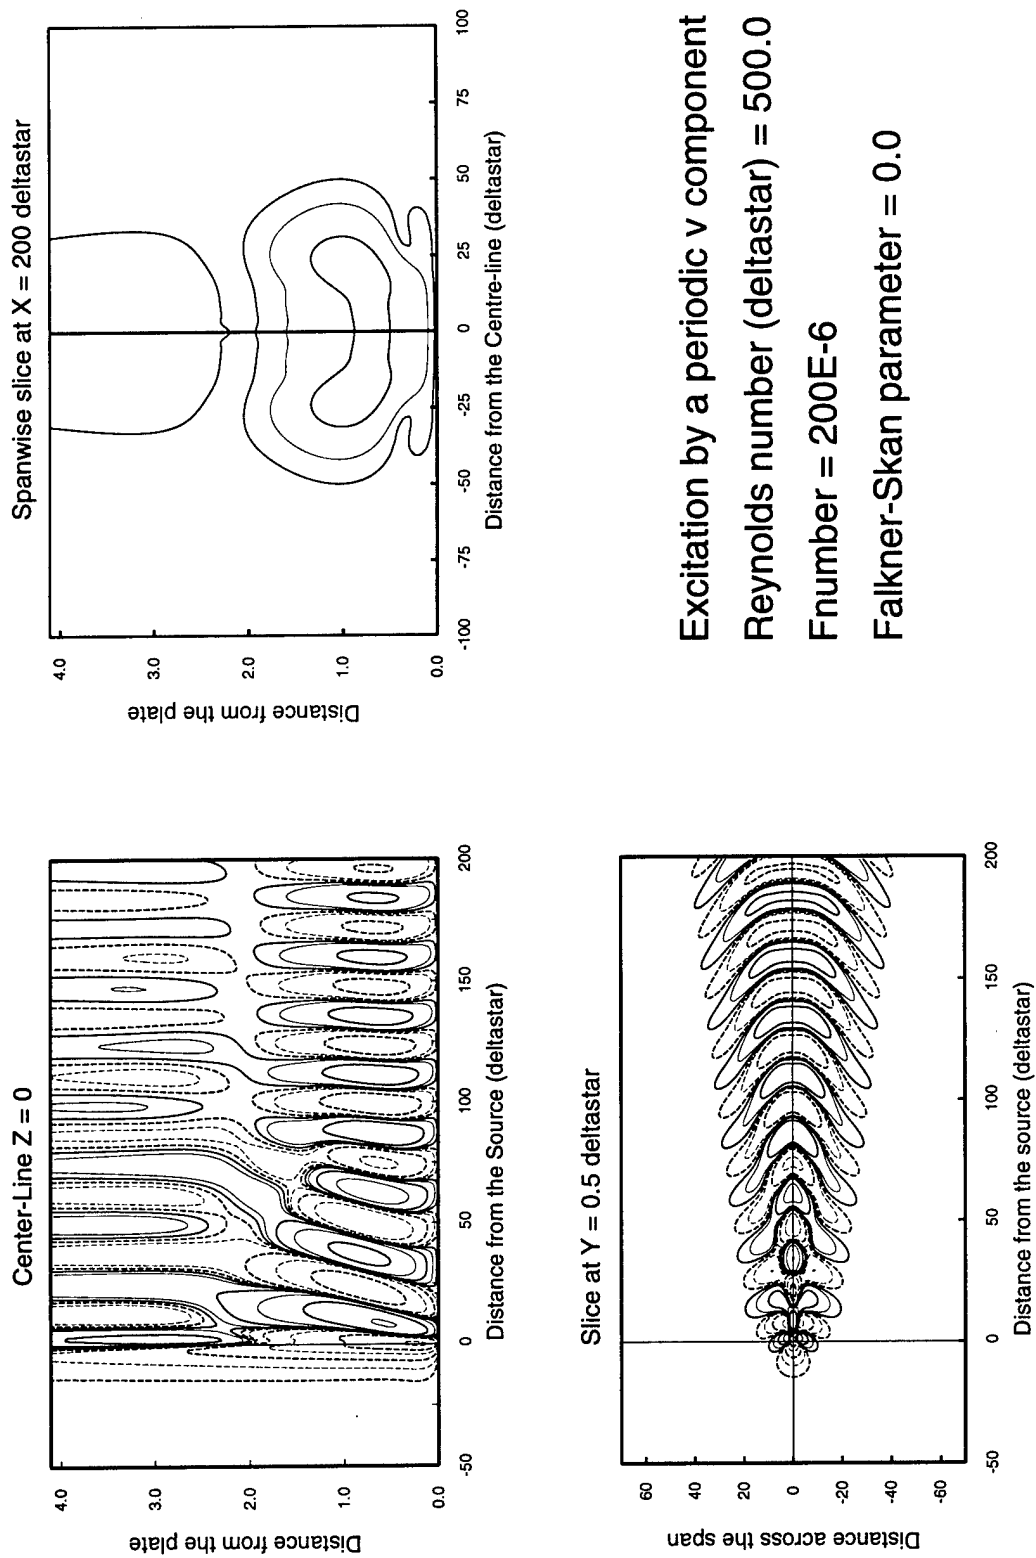 Center-Line Z = 0
4.0
3.0
2.0
1.0
0.0
Distance from the plate
-50
0
50
100
150
200
Distance from the Source (deltastar)
Spanwise slice at X = 200 deltastar
4.0
3.0
2.0
1.0
0.0
Distance from the plate
-100
-75
-50
-25
0
25
50
75
100
Distance from the Centre-line (deltastar)
Slice at Y = 0.5 deltastar
60
40
20
0
-20
-40
-60
Distance across the span
-50
0
50
100
150
200
Distance from the source (deltastar)
Excitation by a periodic v component
Reynolds number (deltastar) = 500.0
Fnumber = 200E-6
Falkner-Skan parameter = 0.0